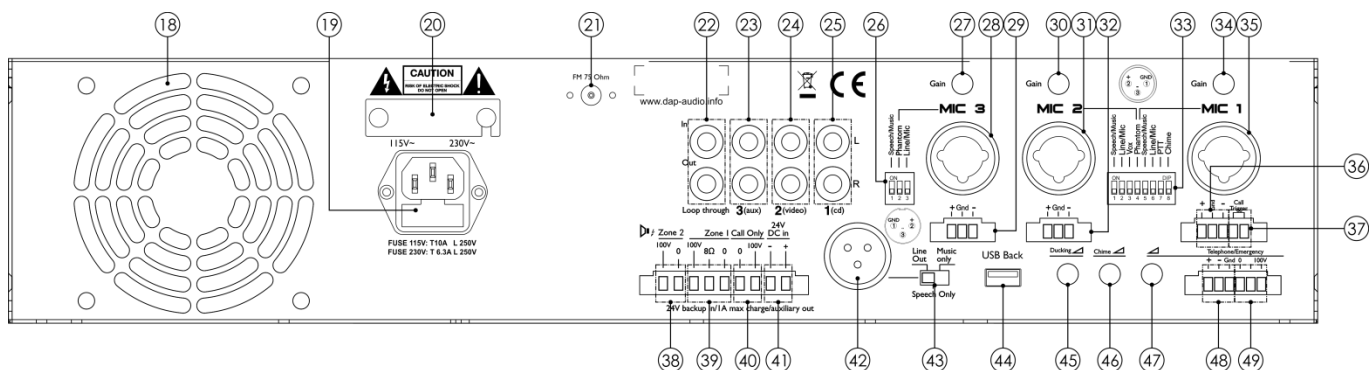 18 19 20 21 22 23 24 25 26 27 28 29 30 31 32 33 34 35
CAUTION
RISK OF ELECTRIC SHOCK
DO NOT OPEN
115V~ 230V~
FUSE 115V: T10A L 250V
FUSE 230V: T 6.3A L 250V
FM 75 Ohm
www.dap-audio.info
CE
In
Out
L
R
Loop through
3(aux)
2(video)
1(cd)
Gain
MIC 3
Speech/Music
Phantom
Line/Mic
ON
1 2 3
+ Gnd -
Gain
MIC 2
+ Gnd -
+ GND
2 1
-
3
Speech/Music
Line/Mic
Vox
Phantom
Speech/Music
Line/Mic
PTT
Chime
ON DIP
1 2 3 4 5 6 7 8
Gain
MIC 1
36
+ Gnd -
Call
Trigger
37
Zone 2
100V 0
Zone 1
100V 8Ω 0
Call Only
0 100V
24V
DC in
- +
24V backup in/1A max charge/auxiliary out
GND +
1 2
-
3
Line
Out
Music
only
Speech Only
USB Back
Ducking
Chime
Telephone/Emergency
+ - Gnd 0 100V
38 39 40 41 42 43 44 45 46 47 48 49